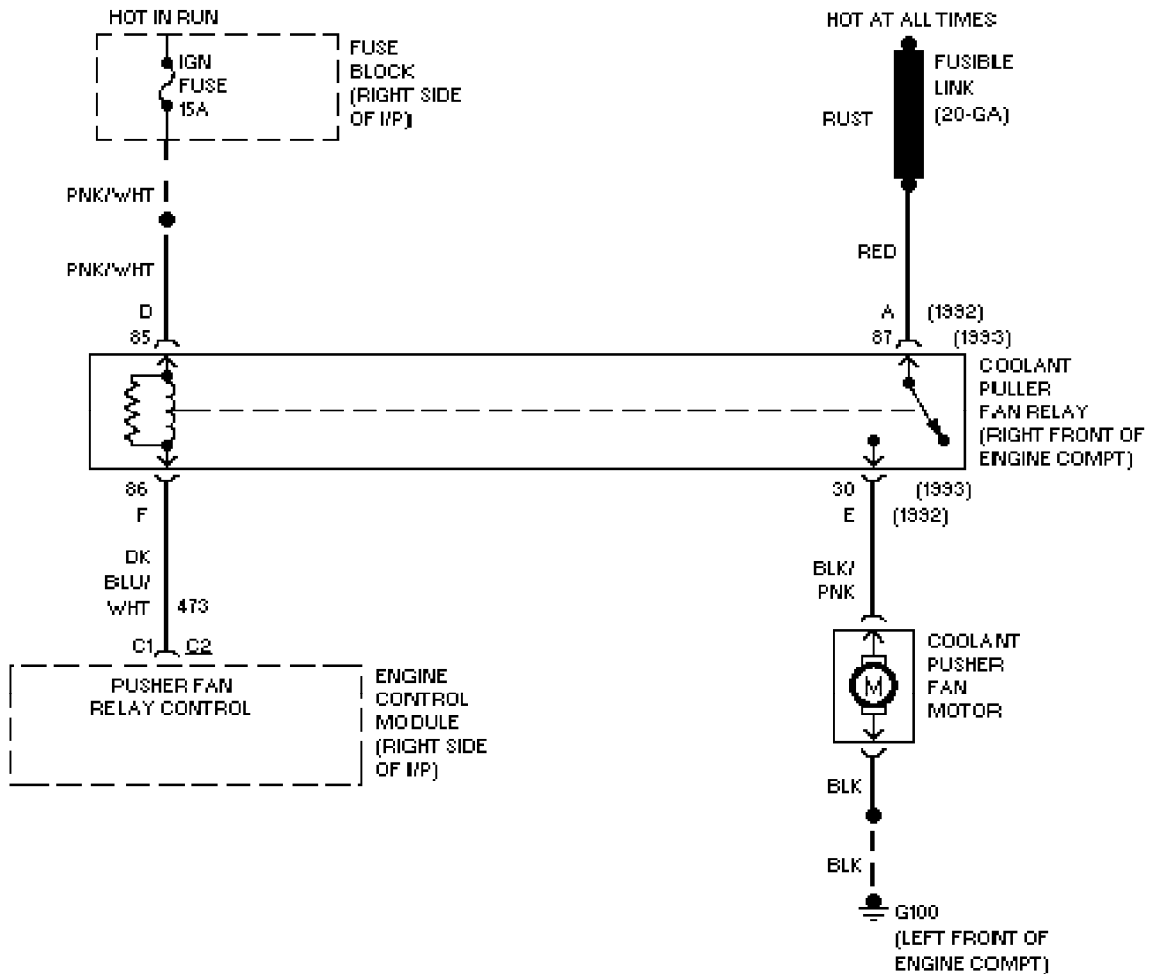 HOT IN RUN
IGN
FUSE
15A
FUSE
BLOCK
(RIGHT SIDE
OF I/P)
HOT AT ALL TIMES
FUSIBLE
LINK
(20-GA)
RUST
PNK/WHT
PNK/WHT
RED
D
85
A (1992)
87 (1993)
COOLANT
PULLER
FAN RELAY
(RIGHT FRONT OF
ENGINE COMPT)
86
F
30 (1993)
E (1992)
DK
BLU/
WHT 473
C1 C2
BLK/
PNK
PUSHER FAN
RELAY CONTROL
ENGINE
CONTROL
MODULE
(RIGHT SIDE
OF I/P)
M
COOLANT
PUSHER
FAN
MOTOR
BLK
BLK
G100
(LEFT FRONT OF
ENGINE COMPT)